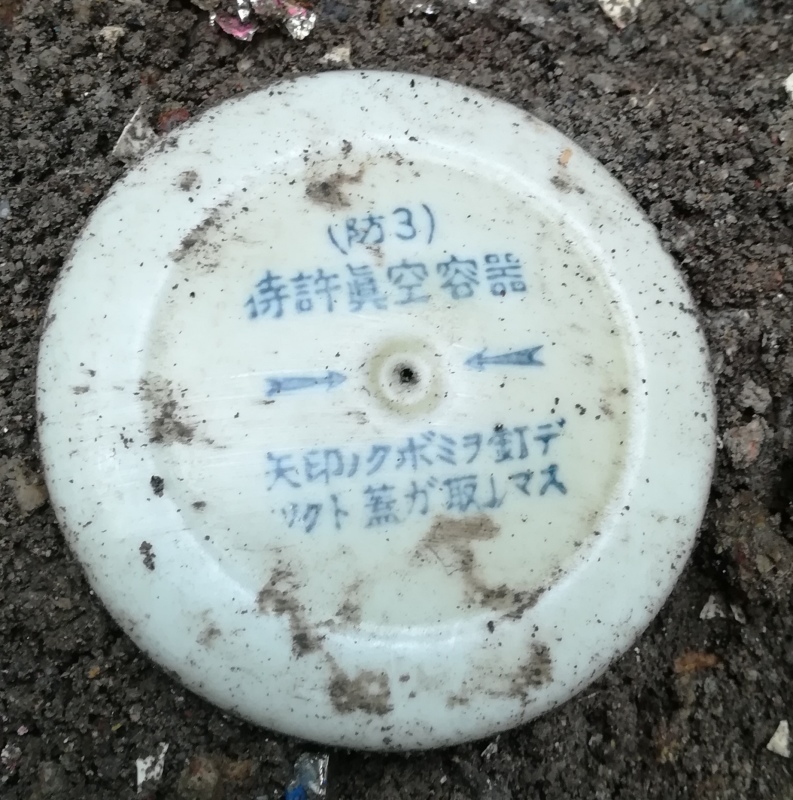 (防3)
特許眞空容器
矢印ノクボミヲ釘デ
ツクト蓋ガ取レマス